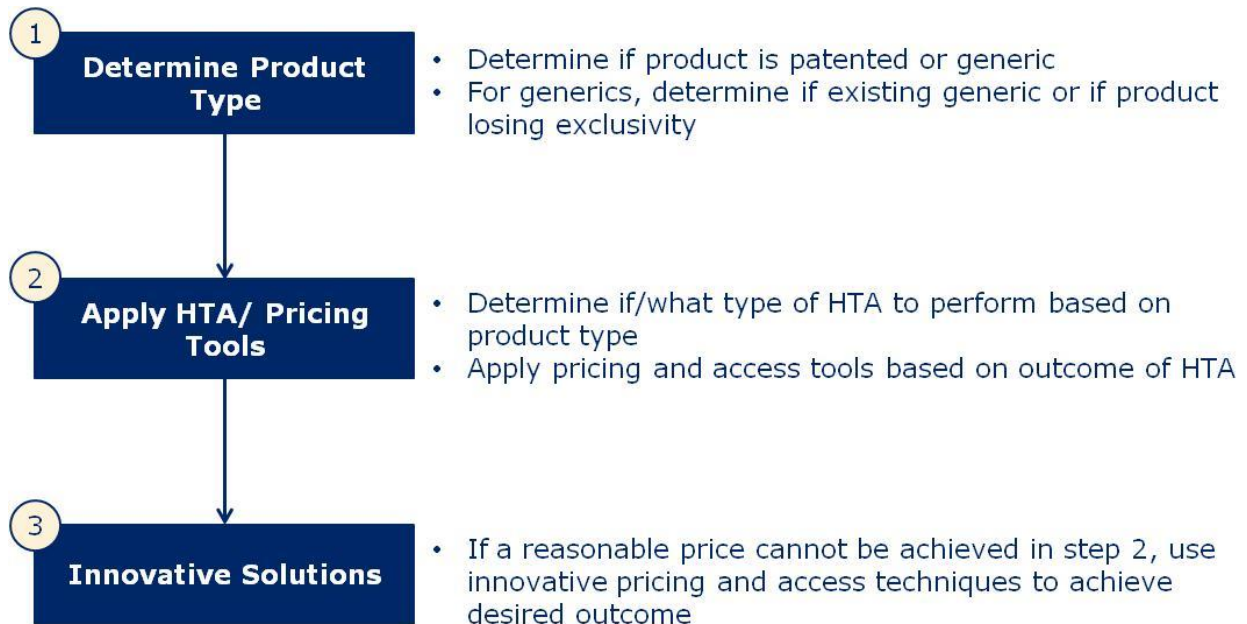 1
Determine Product
Type
• Determine if product is patented or generic
• For generics, determine if existing generic or if product
losing exclusivity
2
Apply HTA/ Pricing
Tools
• Determine if/what type of HTA to perform based on
product type
• Apply pricing and access tools based on outcome of HTA
3
Innovative Solutions
• If a reasonable price cannot be achieved in step 2, use
innovative pricing and access techniques to achieve
desired outcome